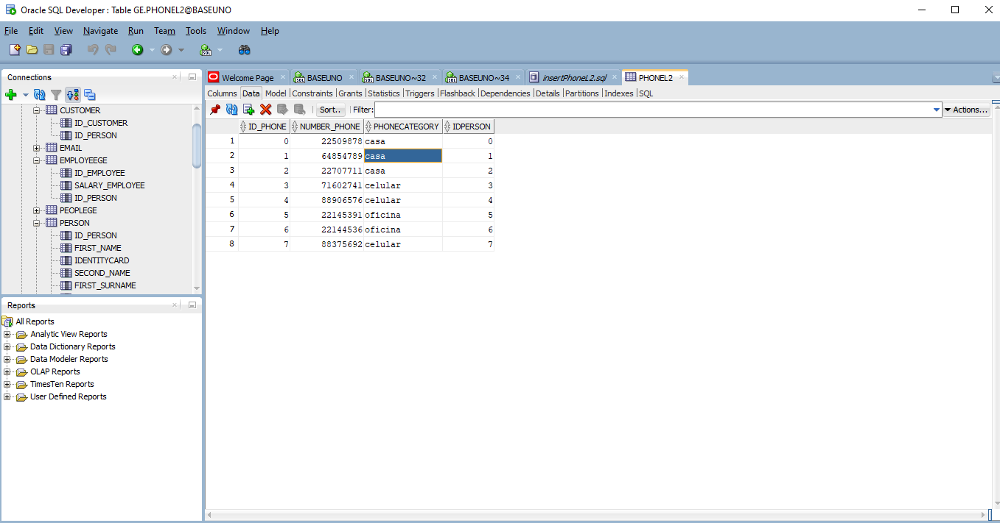 Oracle SQL Developer : Table GE.PHONEL2@BASEUNO
File Edit View Navigate Run Team Tools Window Help
Connections
CUSTOMER
ID_CUSTOMER
ID_PERSON
EMAIL
EMPLOYEEGE
ID_EMPLOYEE
SALARY_EMPLOYEE
ID_PERSON
PEOPLEGE
PERSON
ID_PERSON
FIRST_NAME
IDENTITYCARD
SECOND_NAME
FIRST_SURNAME
Reports
All Reports
Analytic View Reports
Data Dictionary Reports
Data Modeler Reports
OLAP Reports
TimesTen Reports
User Defined Reports
Welcome Page BASEUNO BASEUNO~32 BASEUNO~34 insertPhoneL2.sql PHONEL2
Columns Data Model Constraints Grants Statistics Triggers Flashback Dependencies Details Partitions Indexes SQL
Sort.. Filter: Actions...
ID_PHONE NUMBER_PHONE PHONECATEGORY IDPERSON
1 0 22509878 casa 0
2 1 64854789 casa 1
3 2 22707711 casa 2
4 3 71602741 celular 3
5 4 88906576 celular 4
6 5 22145391 oficina 5
7 6 22144536 oficina 6
8 7 88375692 celular 7